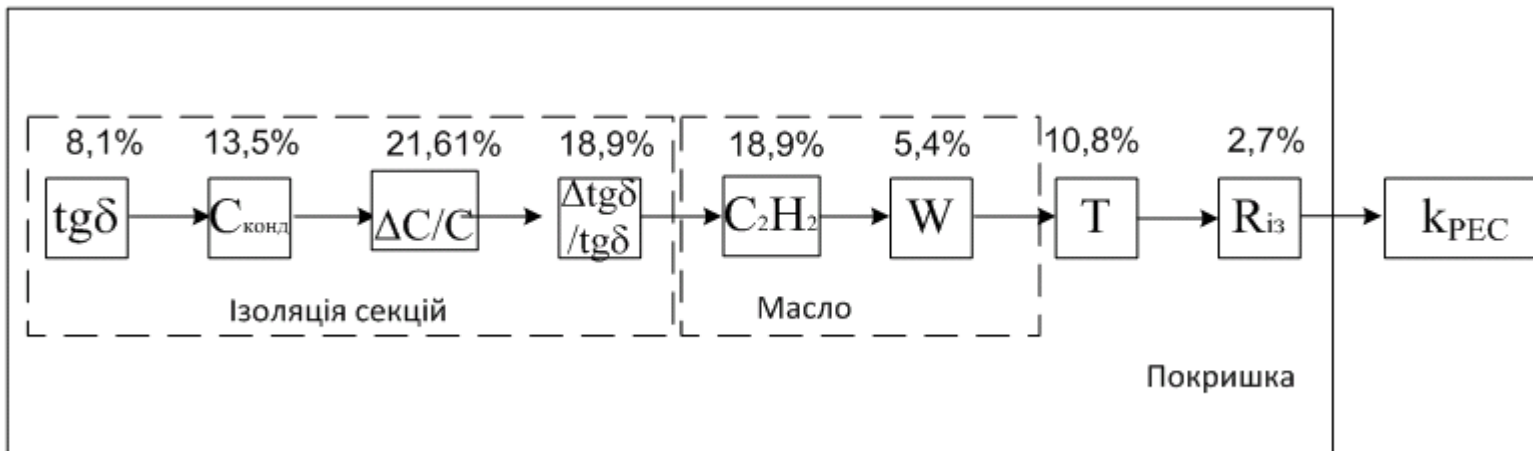 8,1% 13,5% 21,61% 18,9% 18,9% 5,4% 10,8% 2,7%
tgδ Cконд ΔC/C Δtgδ /tgδ C₂H₂ W T Rіз kРЕС
Ізоляція секцій Масло
Покришка